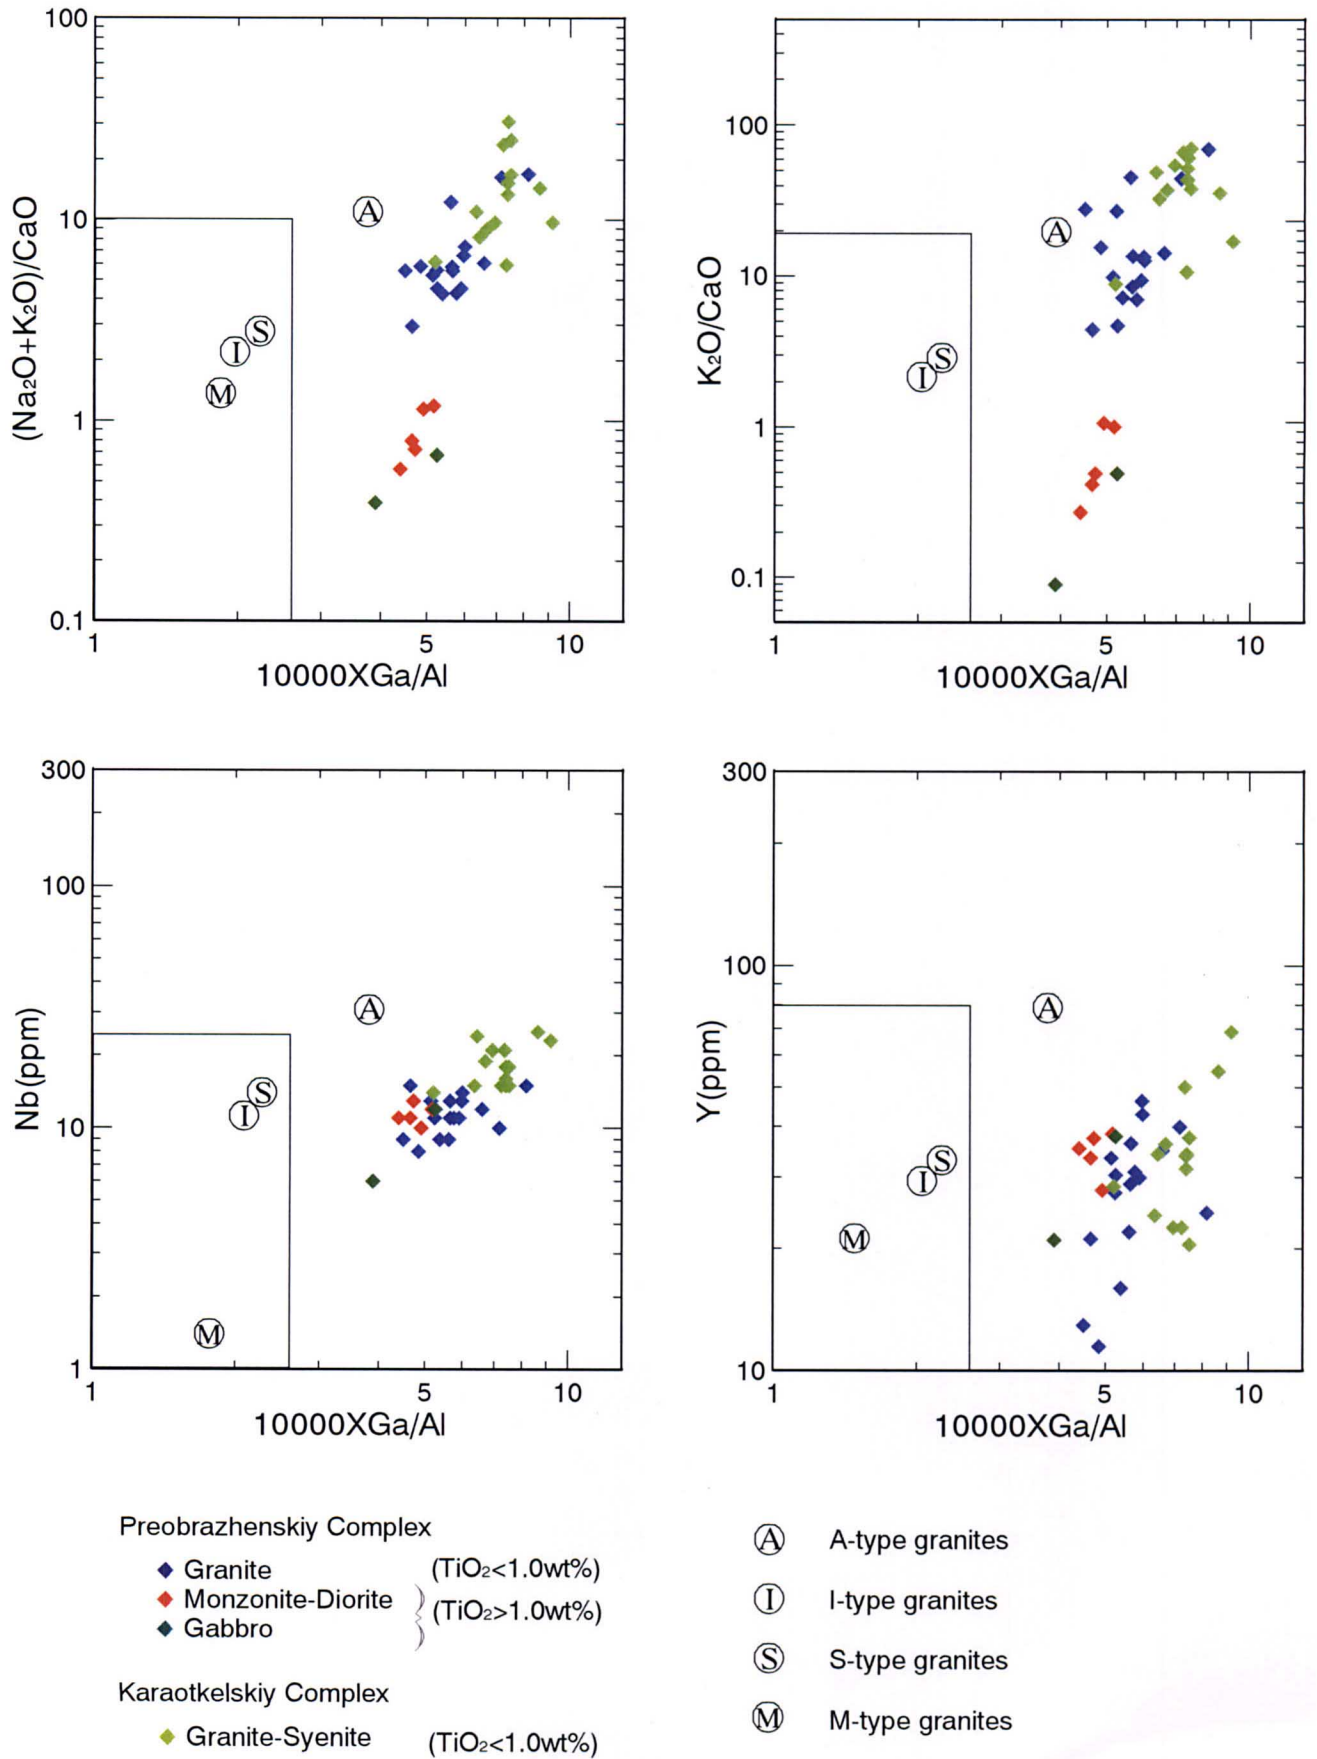 100
10
1
0.1
(Na₂O+K₂O)/CaO
A
S
I
M
1 5 10
10000XGa/Al
100
10
1
0.1
K₂O/CaO
A
S
I
1 5 10
10000XGa/Al
300
100
10
1
Nb(ppm)
A
S
I
M
1 5 10
10000XGa/Al
300
100
10
Y(ppm)
A
S
I
M
1 5 10
10000XGa/Al
Preobrazhenskiy Complex
Granite (TiO₂<1.0wt%)
Monzonite-Diorite
(TiO₂>1.0wt%)
Gabbro
Karaotkelskiy Complex
Granite-Syenite (TiO₂<1.0wt%)
A A-type granites
I I-type granites
S S-type granites
M M-type granites